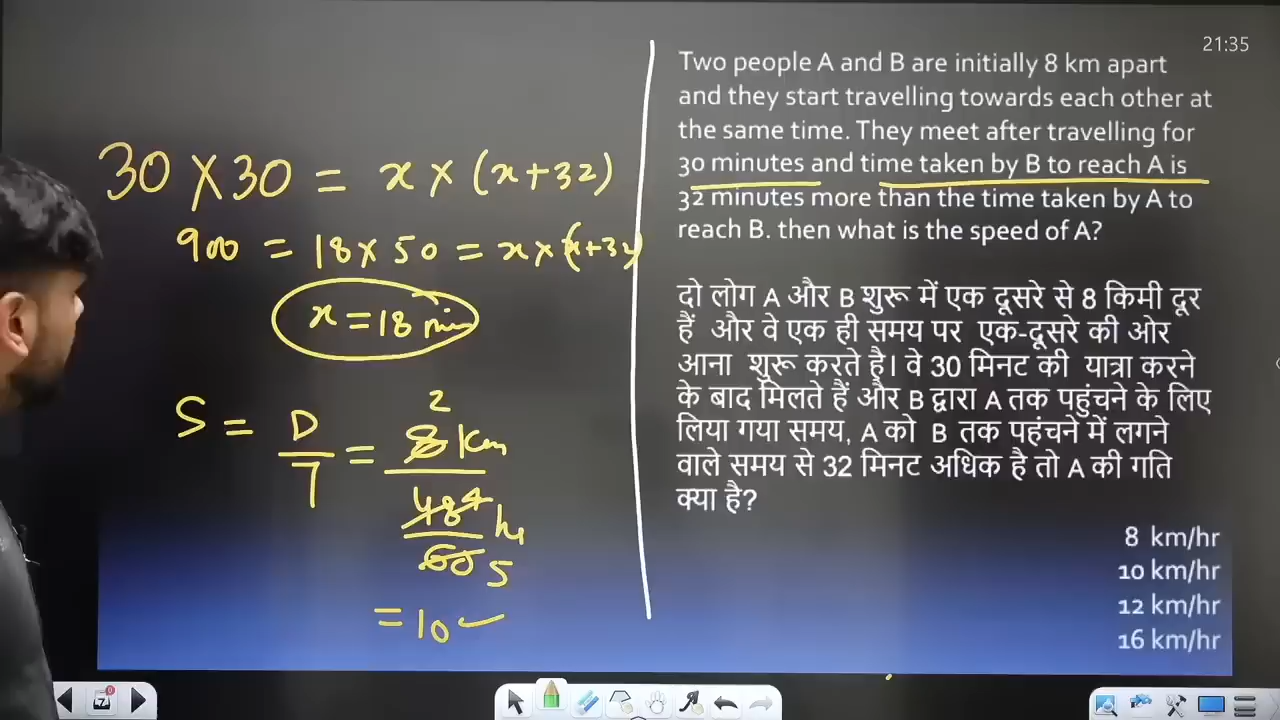 21:35
30 × 30 = x × (x+32)
900 = 18 × 50 = x × (x+32)
x = 18 min
S = D/T = 8 km / (48/60 hr)
2
4
5
= 10 ✓
Two people A and B are initially 8 km apart
and they start travelling towards each other at
the same time. They meet after travelling for
30 minutes and time taken by B to reach A is
32 minutes more than the time taken by A to
reach B. then what is the speed of A?
दो लोग A और B शुरू में एक दूसरे से 8 किमी दूर
हैं और वे एक ही समय पर एक-दूसरे की ओर
आना शुरू करते है। वे 30 मिनट की यात्रा करने
के बाद मिलते हैं और B द्वारा A तक पहुंचने के लिए
लिया गया समय, A को B तक पहंचने में लगने
वाले समय से 32 मिनट अधिक है तो A की गति
क्या है?
8 km/hr
10 km/hr
12 km/hr
16 km/hr